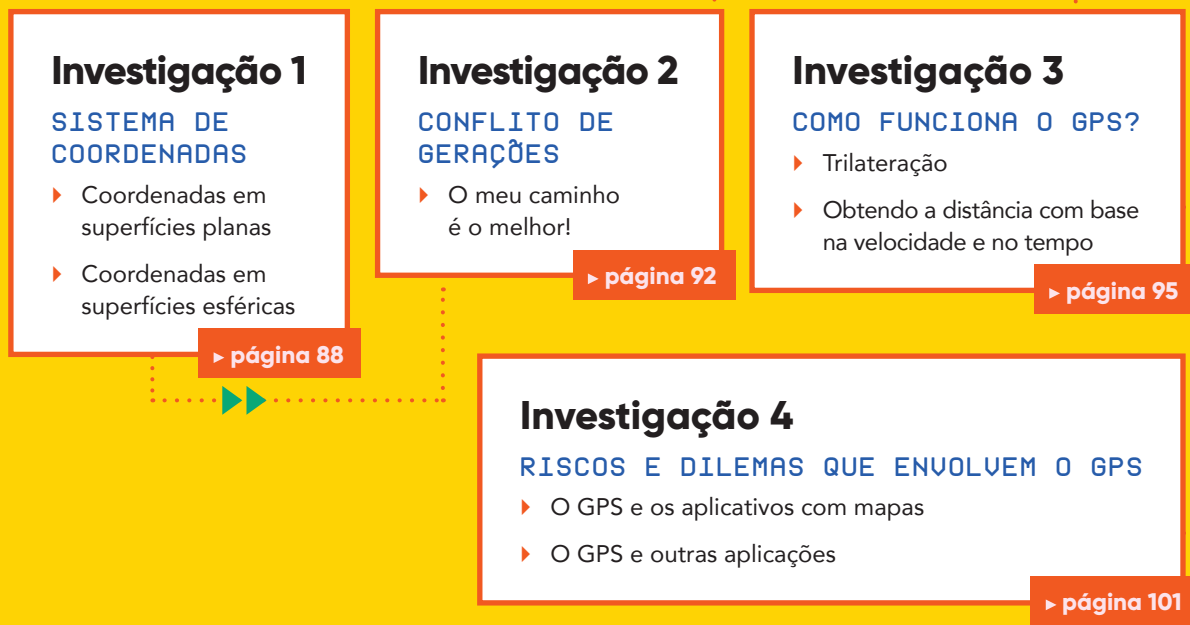 Investigação 1
SISTEMA DE
COORDENADAS
Coordenadas em
superfícies planas
Coordenadas em
superfícies esféricas
▸ página 88
Investigação 2
CONFLITO DE
GERAÇÕES
O meu caminho
é o melhor!
▸ página 92
Investigação 3
COMO FUNCIONA O GPS?
Trilateração
Obtendo a distância com base
na velocidade e no tempo
▸ página 95
Investigação 4
RISCOS E DILEMAS QUE ENVOLVEM O GPS
O GPS e os aplicativos com mapas
O GPS e outras aplicações
▸ página 101